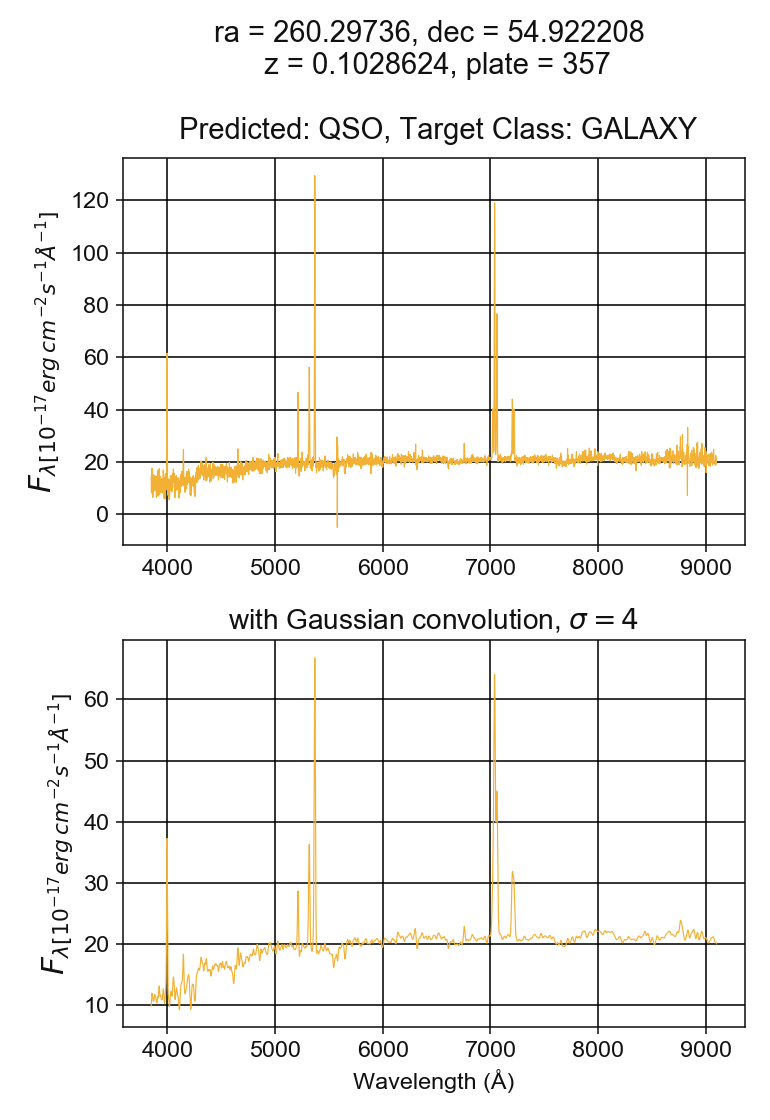 ra = 260.29736, dec = 54.922208
z = 0.1028624, plate = 357
Predicted: QSO, Target Class: GALAXY
F_λ[10⁻¹⁷erg cm⁻²s⁻¹Å⁻¹]
120
100
80
60
40
20
0
4000 5000 6000 7000 8000 9000
with Gaussian convolution, σ = 4
F_λ[10⁻¹⁷erg cm⁻²s⁻¹Å⁻¹]
60
50
40
30
20
10
4000 5000 6000 7000 8000 9000
Wavelength (Å)